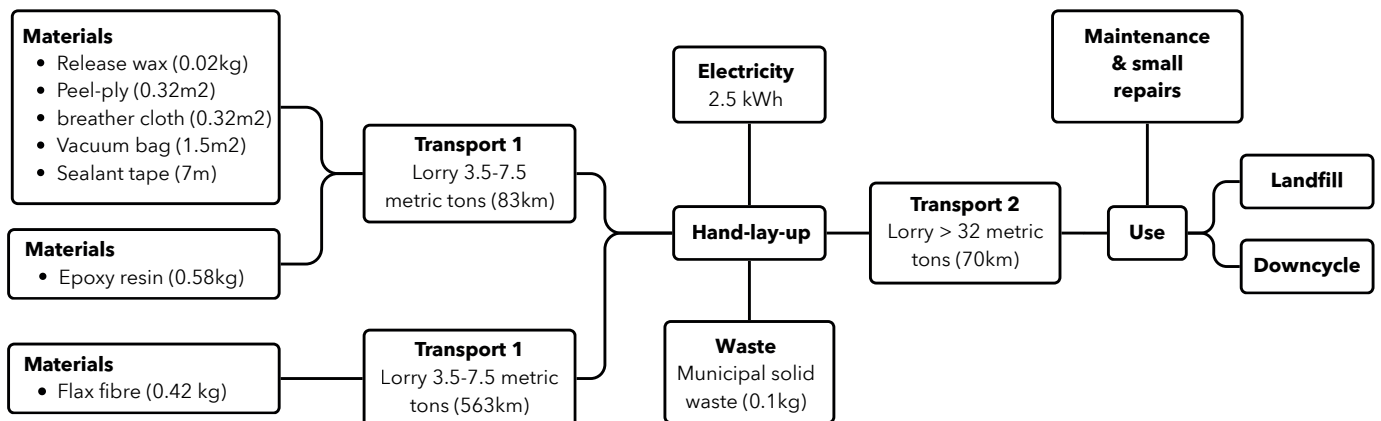 Materials
• Release wax (0.02kg)
• Peel-ply (0.32m2)
• breather cloth (0.32m2)
• Vacuum bag (1.5m2)
• Sealant tape (7m)
Materials
• Epoxy resin (0.58kg)
Materials
• Flax fibre (0.42 kg)
Transport 1
Lorry 3.5-7.5
metric tons (83km)
Transport 1
Lorry 3.5-7.5 metric
tons (563km)
Electricity
2.5 kWh
Hand-lay-up
Waste
Municipal solid
waste (0.1kg)
Transport 2
Lorry > 32 metric
tons (70km)
Maintenance
& small
repairs
Use
Landfill
Downcycle